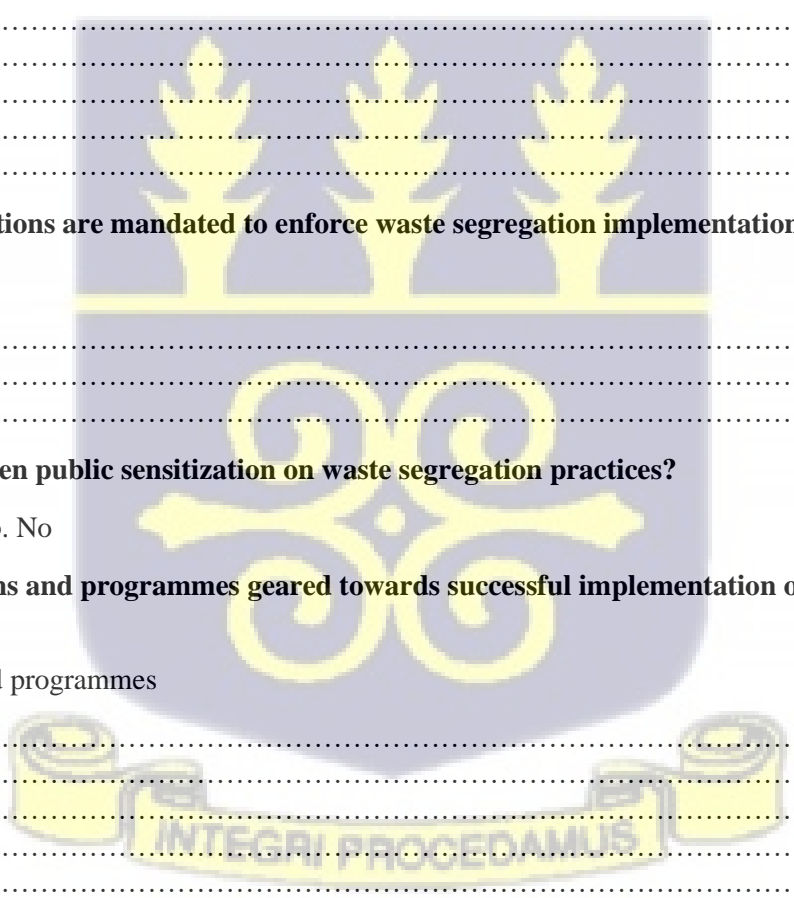 ……………………………………………………………………………
……………………………………………………………………………
……………………………………………………………………………
……………………………………………………………………………
……………………………………………………………………………
tions are mandated to enforce waste segregation implementation
……………………………………………………………………………
……………………………………………………………………………
……………………………………………………………………………
en public sensitization on waste segregation practices?
. No
ns and programmes geared towards successful implementation o
d programmes
……………………………………………………………………………
……………………………………………………………………………
……………………………………………………………………………
INTEGRI PROCEDAMUS
……………………………………………………………………………
……………………………………………………………………………